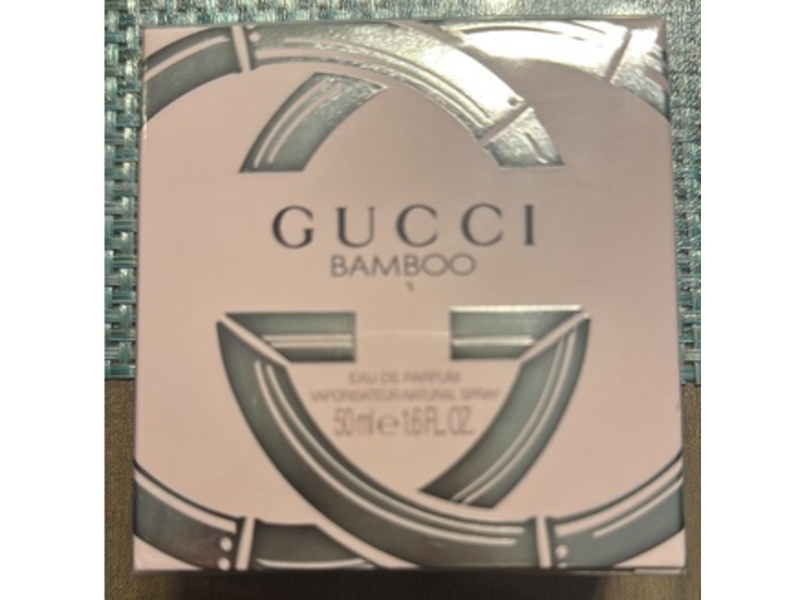 GUCCI
BAMBOO
EAU DE PARFUM
VAPORISATEUR NATURAL SPRAY
50 ml e 1.6 FL.OZ.